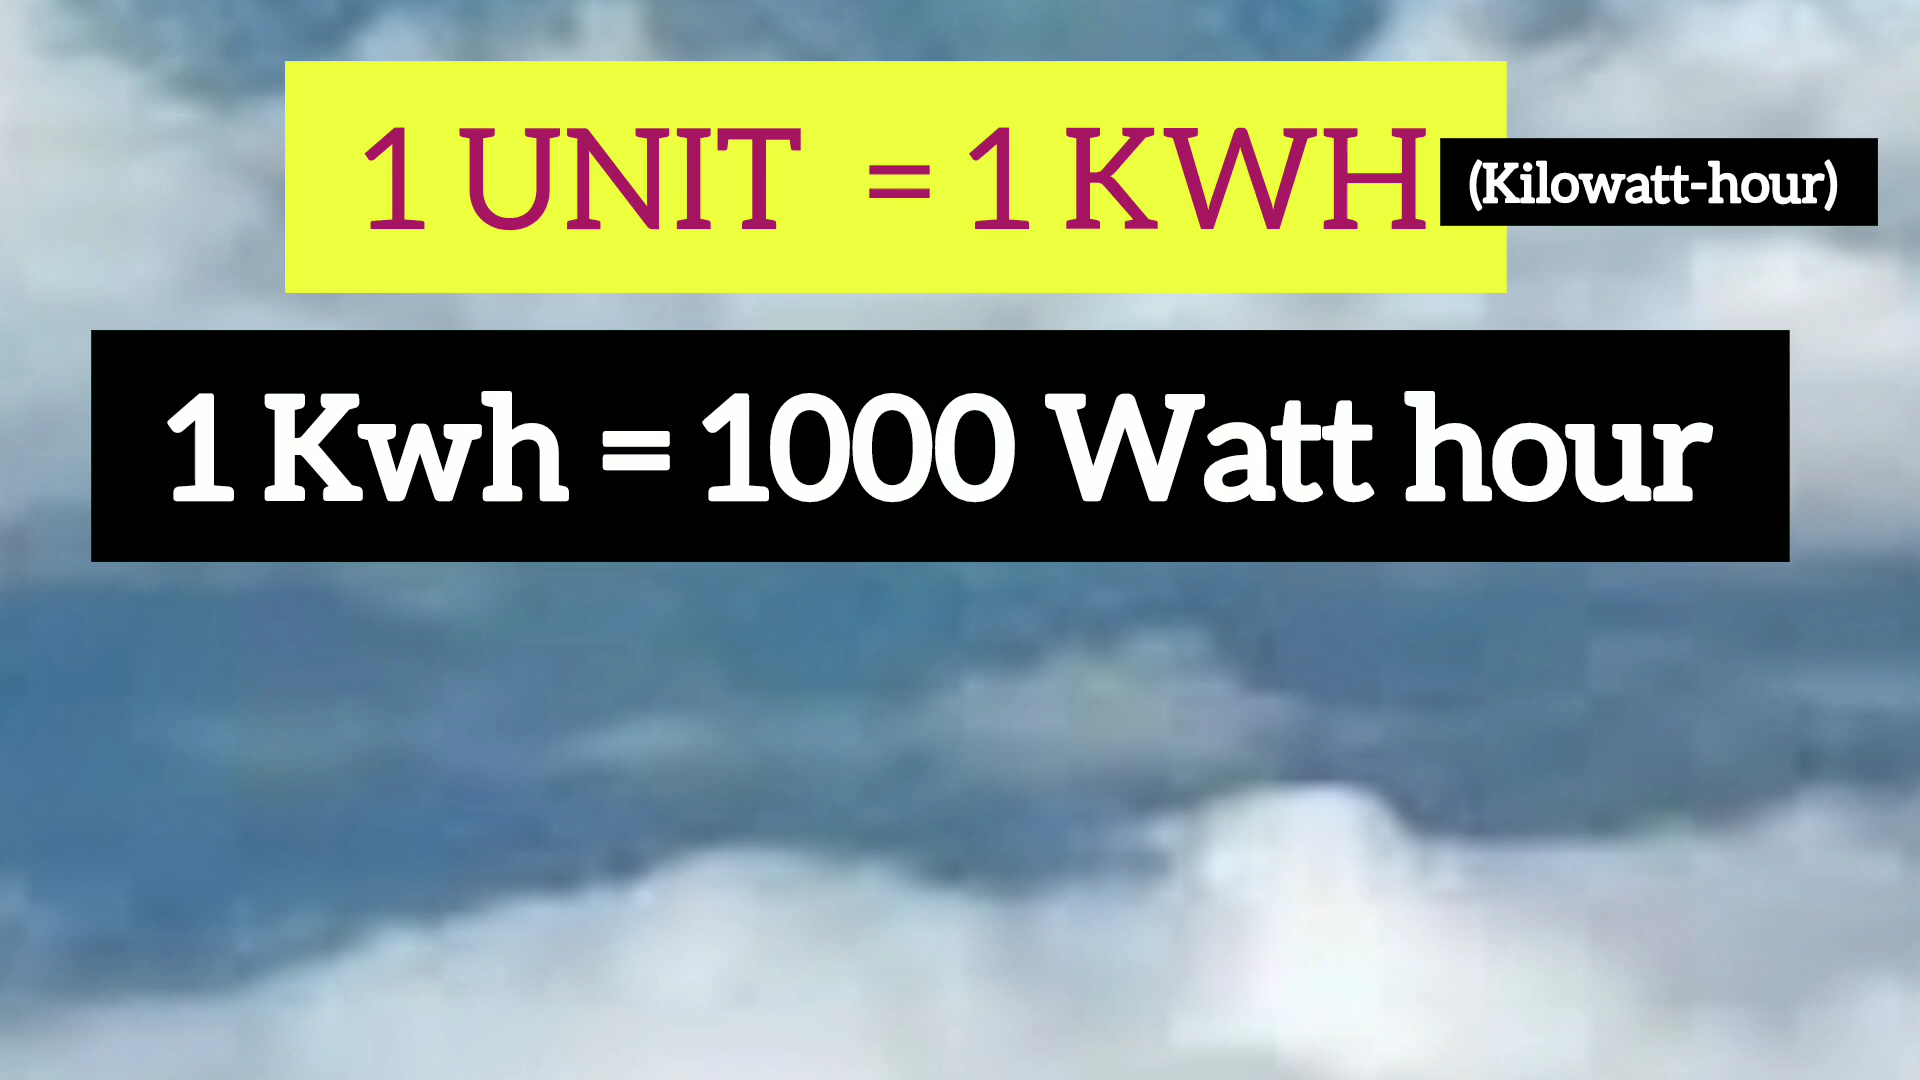 1 UNIT = 1 KWH (Kilowatt-hour)
1 Kwh = 1000 Watt hour